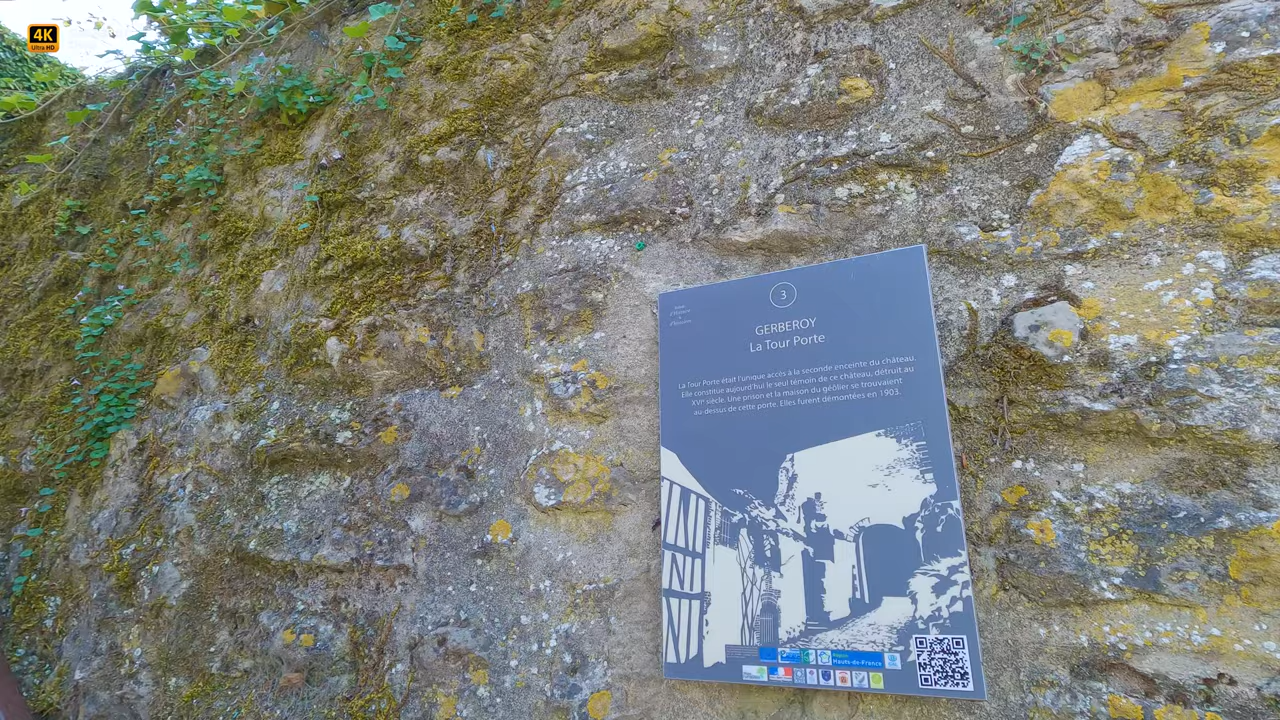 4K
Ultra HD
3
GERBEROY
La Tour Porte
La Tour Porte était l'unique accès à la seconde enceinte du château.
Elle constitue aujourd'hui le seul témoin de ce château, détruit au
XVIe siècle. Une prison et la maison du geôlier se trouvaient
au-dessus de cette porte. Elles furent démontées en 1903.
Hauts-de-France